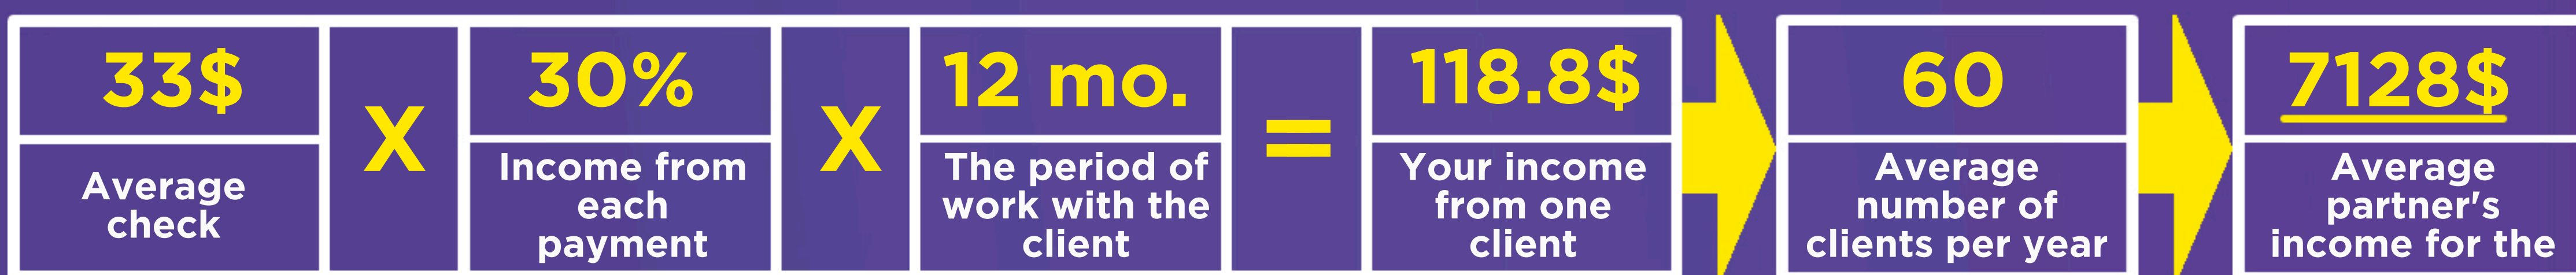 33$
Average
check
X
30%
Income from
each
payment
X
12 mo.
The period of
work with the
client
=
118.8$
Your income
from one
client
60
Average
number of
clients per year
7128$
Average
partner's
income for the